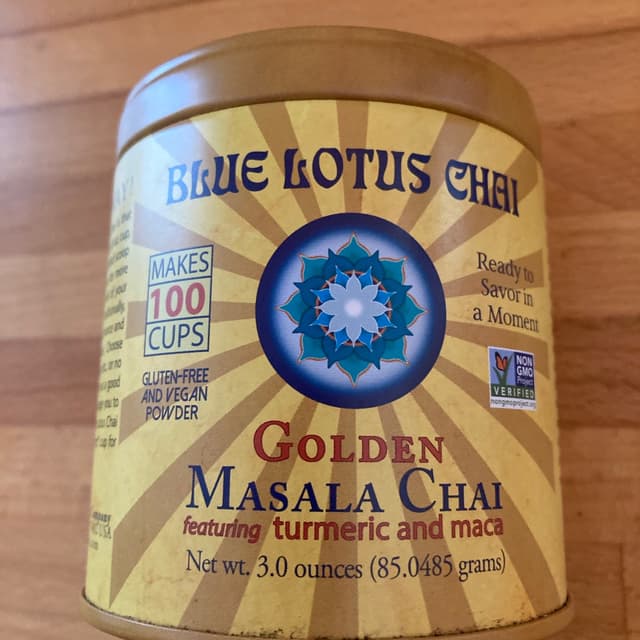 BLUE LOTUS CHAI
MAKES
100
CUPS
GLUTEN-FREE
AND VEGAN
POWDER
Ready to
Savor in
a Moment
NON
GMO
Project
VERIFIED
nongmoproject.org
GOLDEN
MASALA CHAI
featuring turmeric and maca
Net wt. 3.0 ounces (85.0485 grams)